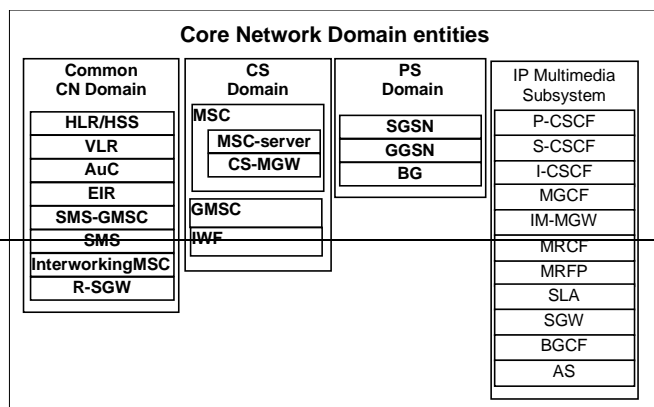 Core Network Domain entities
Common
CN Domain
HLR/HSS
VLR
AuC
EIR
SMS-GMSC
SMS
InterworkingMSC
R-SGW
CS
Domain
MSC
MSC-server
CS-MGW
GMSC
IWF
PS
Domain
SGSN
GGSN
BG
IP Multimedia
Subsystem
P-CSCF
S-CSCF
I-CSCF
MGCF
IM-MGW
MRCF
MRFP
SLA
SGW
BGCF
AS